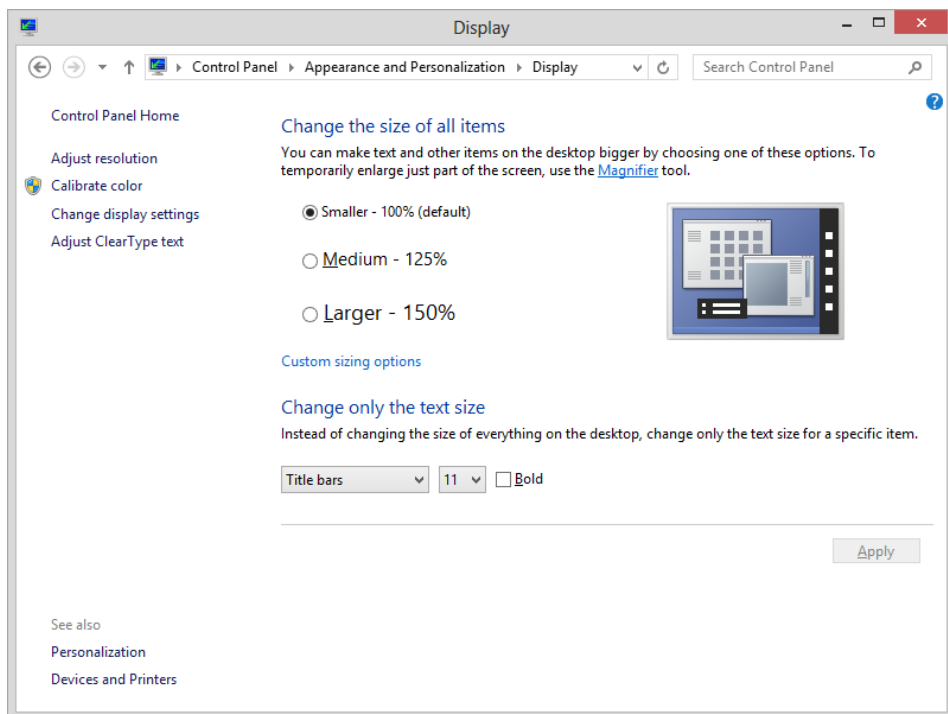 Display
Control Panel Appearance and Personalization Display Search Control Panel
Control Panel Home
Adjust resolution
Calibrate color
Change display settings
Adjust ClearType text
Change the size of all items
You can make text and other items on the desktop bigger by choosing one of these options. To
temporarily enlarge just part of the screen, use the Magnifier tool.
Smaller - 100% (default)
Medium - 125%
Larger - 150%
Custom sizing options
Change only the text size
Instead of changing the size of everything on the desktop, change only the text size for a specific item.
Title bars 11 Bold
Apply
See also
Personalization
Devices and Printers